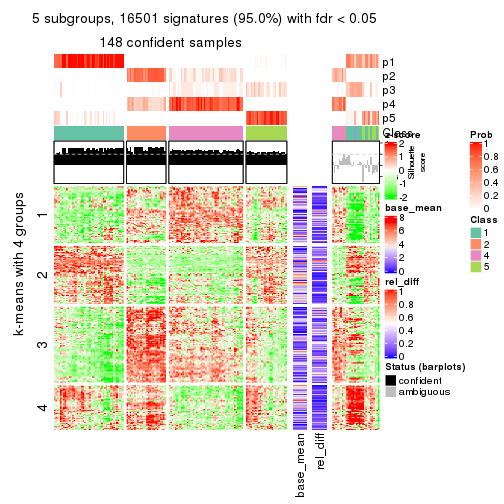 5 subgroups, 16501 signatures (95.0%) with fdr < 0.05
148 confident samples
p1
p2
p3
p4
p5
Class
Silhouette score
k-means with 4 groups
1
2
3
4
base_mean
rel_diff
z-score
2
1
0
-1
-2
base_mean
8
6
4
2
0
rel_diff
1
0.8
0.6
0.4
0.2
0
Status (barplots)
confident
ambiguous
Prob
1
0.8
0.6
0.4
0.2
0
Class
1
2
4
5